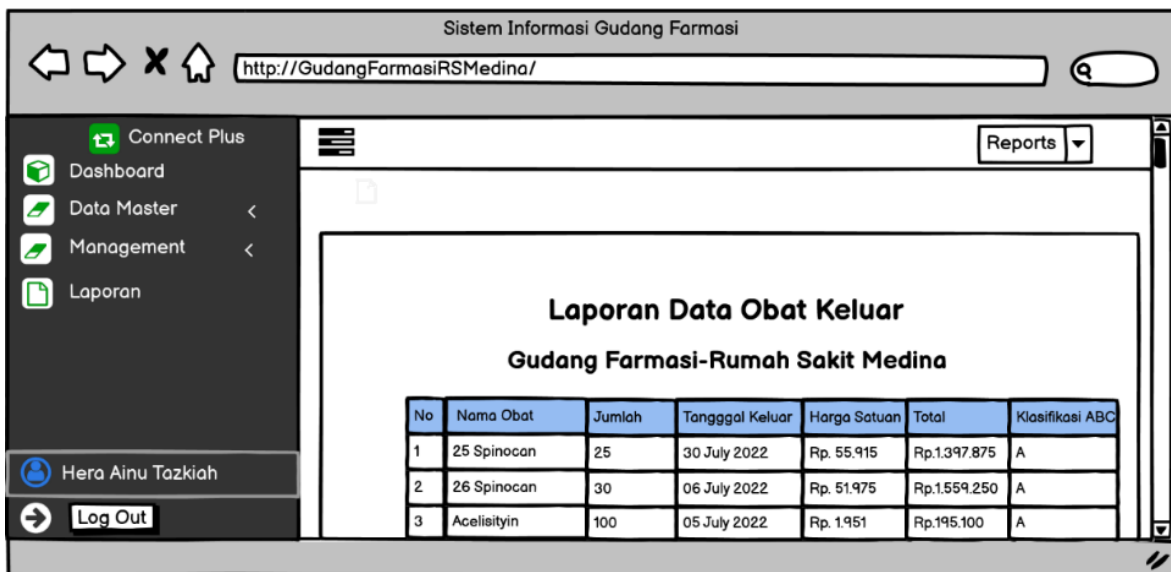 Sistem Informasi Gudang Farmasi
http://GudangFarmasiRSMedina/
Connect Plus
Dashboard
Data Master
Management
Laporan
Hera Ainu Tazkiah
Log Out
Reports
Laporan Data Obat Keluar
Gudang Farmasi-Rumah Sakit Medina
No Nama Obat Jumlah Tangggal Keluar Harga Satuan Total Klasifikasi ABC
1 25 Spinocan 25 30 July 2022 Rp. 55.915 Rp.1.397.875 A
2 26 Spinocan 30 06 July 2022 Rp. 51.975 Rp.1.559.250 A
3 Acelisityin 100 05 July 2022 Rp. 1.951 Rp.195.100 A